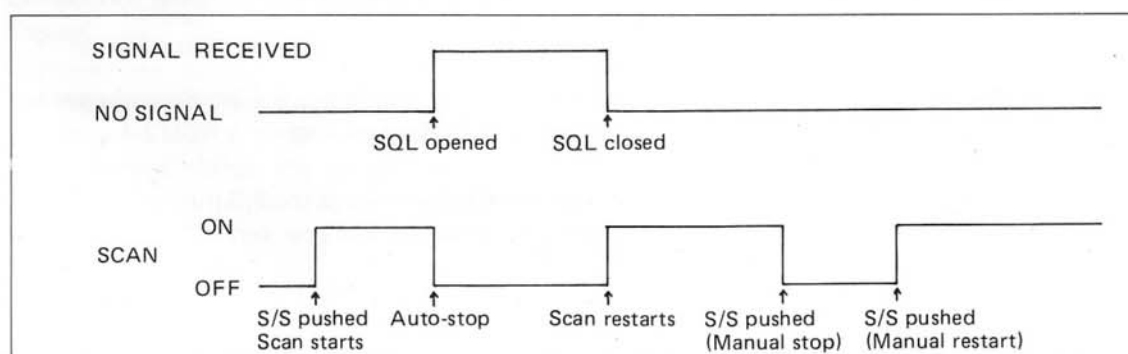 SIGNAL RECEIVED
NO SIGNAL
SQL opened
SQL closed
ON
SCAN
OFF
S/S pushed
Scan starts
Auto-stop
Scan restarts
S/S pushed
(Manual stop)
S/S pushed
(Manual restart)